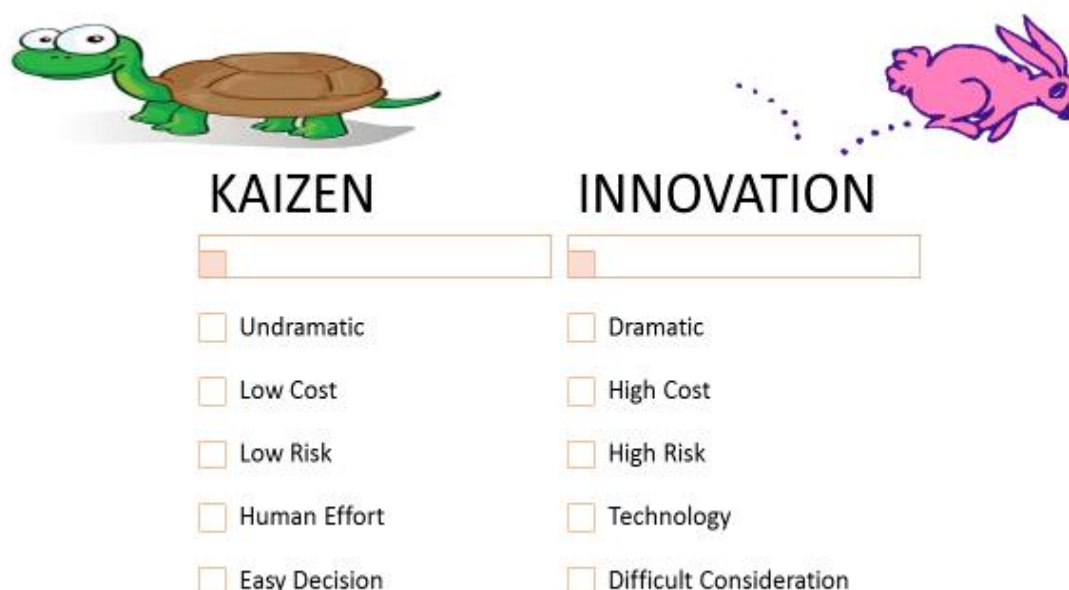 KAIZEN
INNOVATION
Undramatic
Dramatic
Low Cost
High Cost
Low Risk
High Risk
Human Effort
Technology
Easy Decision
Difficult Consideration